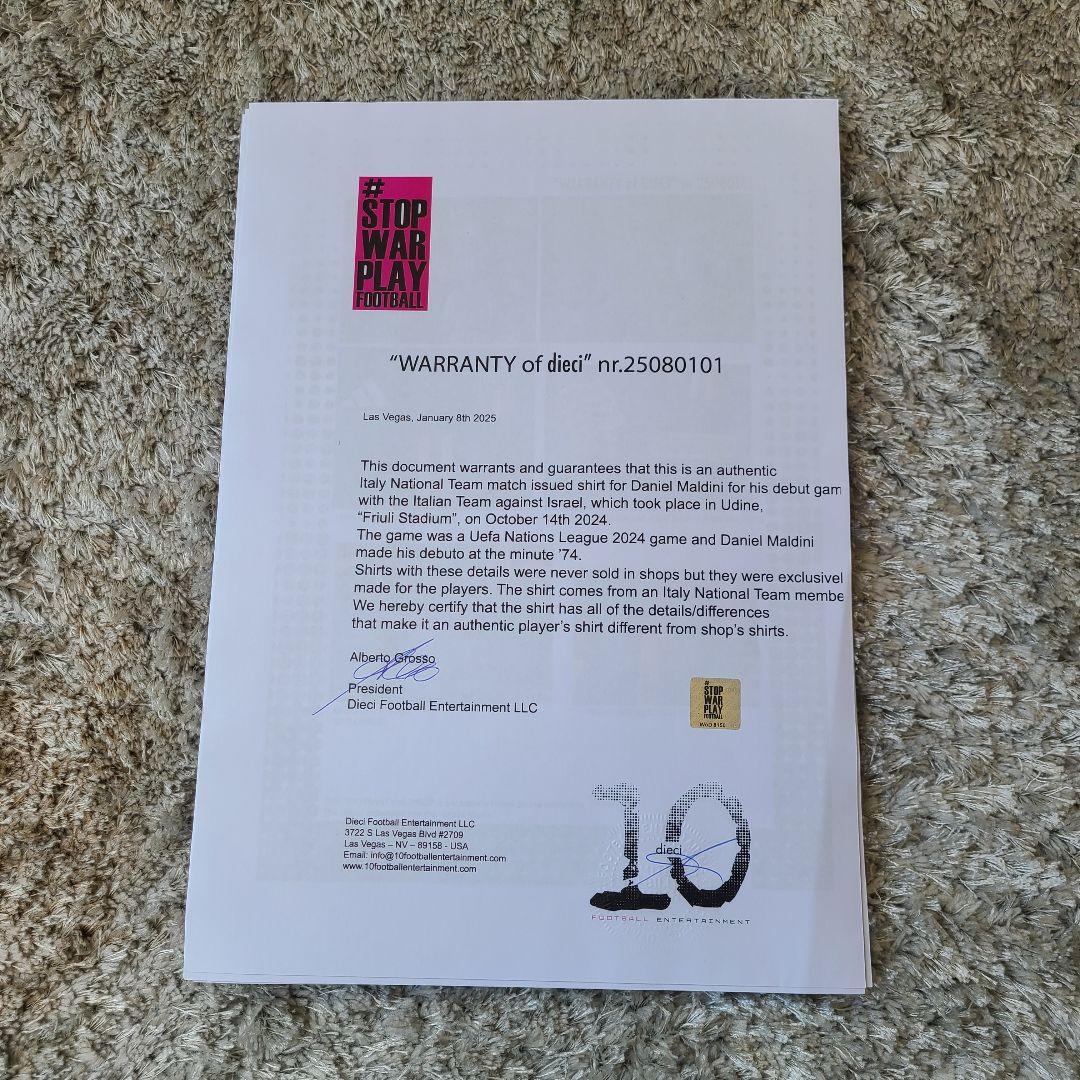 #
STOP
WAR
PLAY
FOOTBALL
“WARRANTY of dieci” nr.25080101
Las Vegas, January 8th 2025
This document warrants and guarantees that this is an authentic
Italy National Team match issued shirt for Daniel Maldini for his debut gam
with the Italian Team against Israel, which took place in Udine,
“Friuli Stadium”, on October 14th 2024.
The game was a Uefa Nations League 2024 game and Daniel Maldini
made his debuto at the minute ’74.
Shirts with these details were never sold in shops but they were exclusivel
made for the players. The shirt comes from an Italy National Team membe
We hereby certify that the shirt has all of the details/differences
that make it an authentic player’s shirt different from shop’s shirts.
Alberto Grosso
President
Dieci Football Entertainment LLC
#
STOP
WAR
PLAY
FOOTBALL
Dieci Football Entertainment LLC
3722 S Las Vegas Blvd #2709
Las Vegas – NV – 89158 - USA
Email: info@10footballentertainment.com
www.10footballentertainment.com
10
dieci
FOOTBALL ENTERTAINMENT